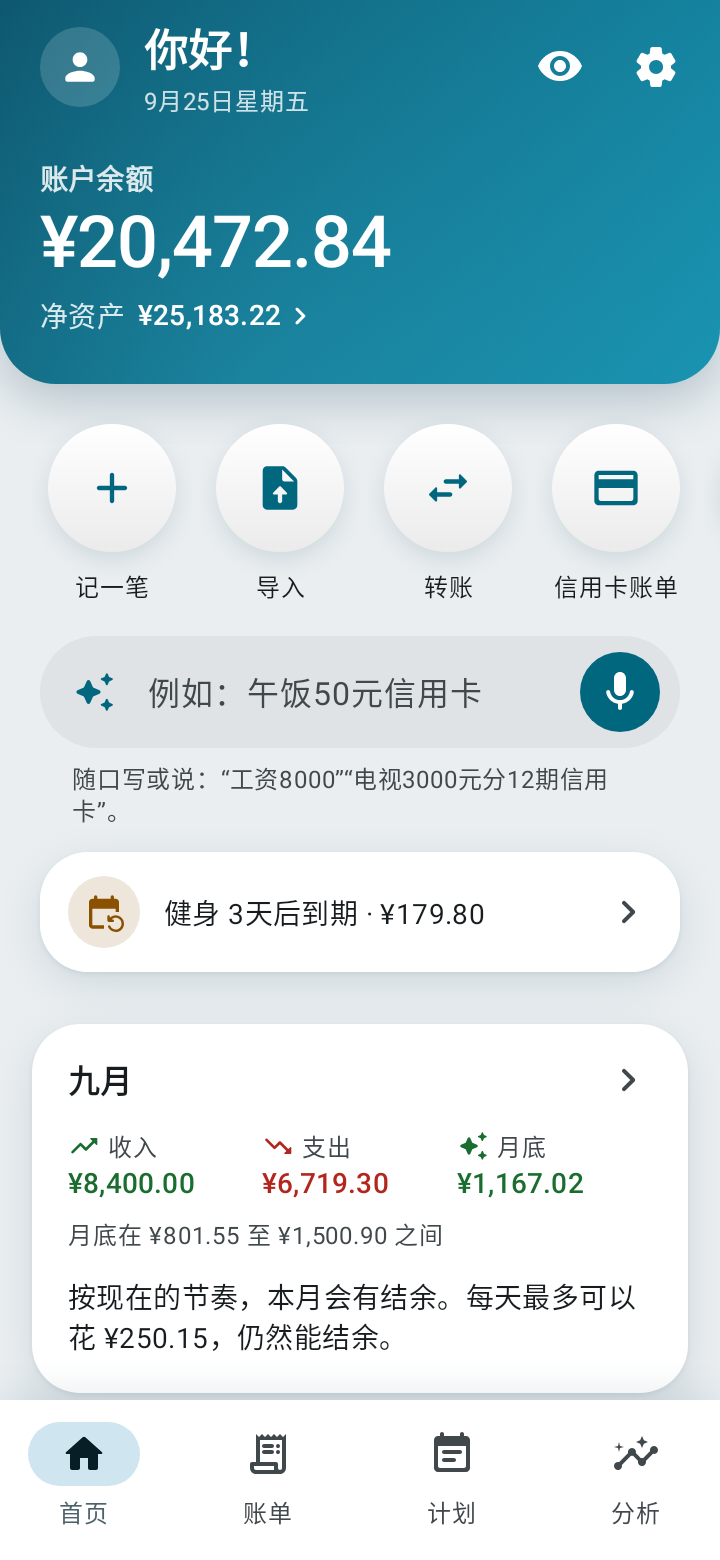 你好！
9月25日星期五
账户余额
¥20,472.84
净资产 ¥25,183.22
记一笔
导入
转账
信用卡账单
例如：午饭50元信用卡
随口写或说：“工资8000”“电视3000元分12期信用
卡”。
健身 3天后到期 · ¥179.80
九月
收入
支出
月底
¥8,400.00
¥6,719.30
¥1,167.02
月底在 ¥801.55 至 ¥1,500.90 之间
按现在的节奏，本月会有结余。每天最多可以
花 ¥250.15，仍然能结余。
首页
账单
计划
分析